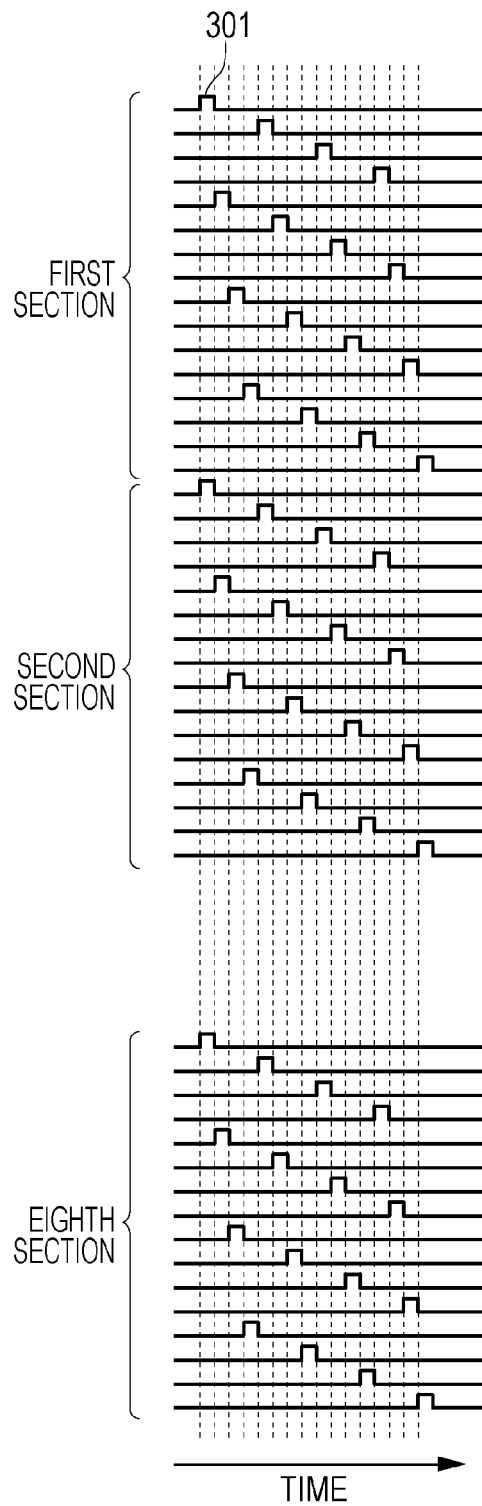 301
FIRST
SECTION
SECOND
SECTION
EIGHTH
SECTION
TIME